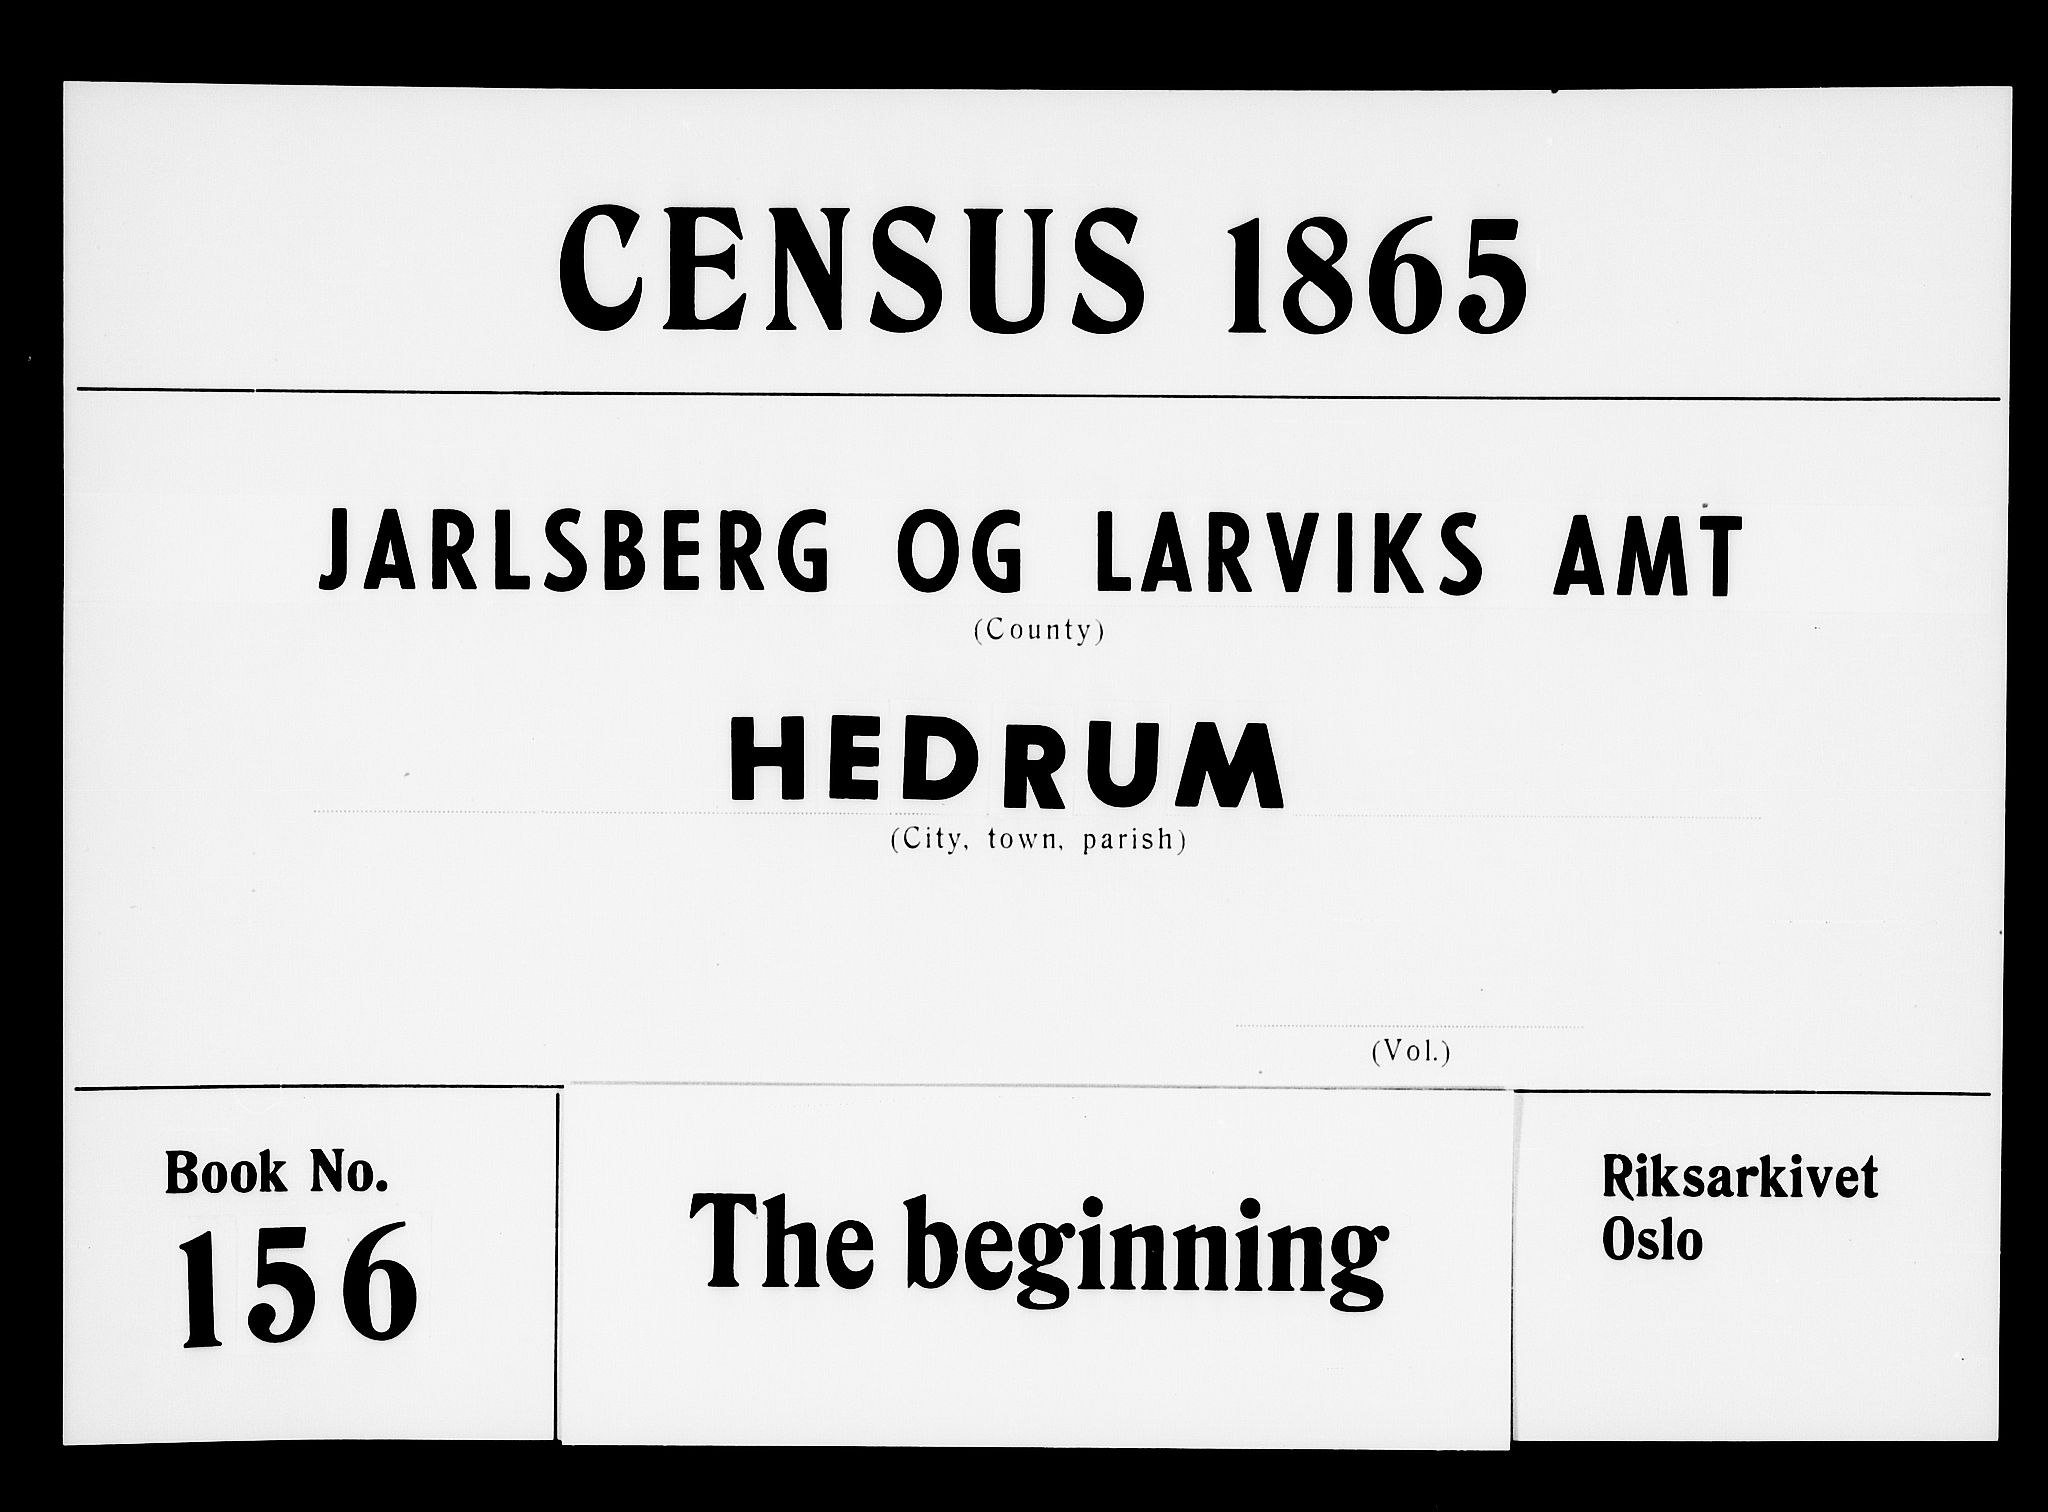 CENSUS 1865
JARLSBERG OG LARVIKS AMT
(County)
HEDRUM
(City, town, parish)
(Vol.)
Book No.
156
The beginning
Riksarkivet
Oslo